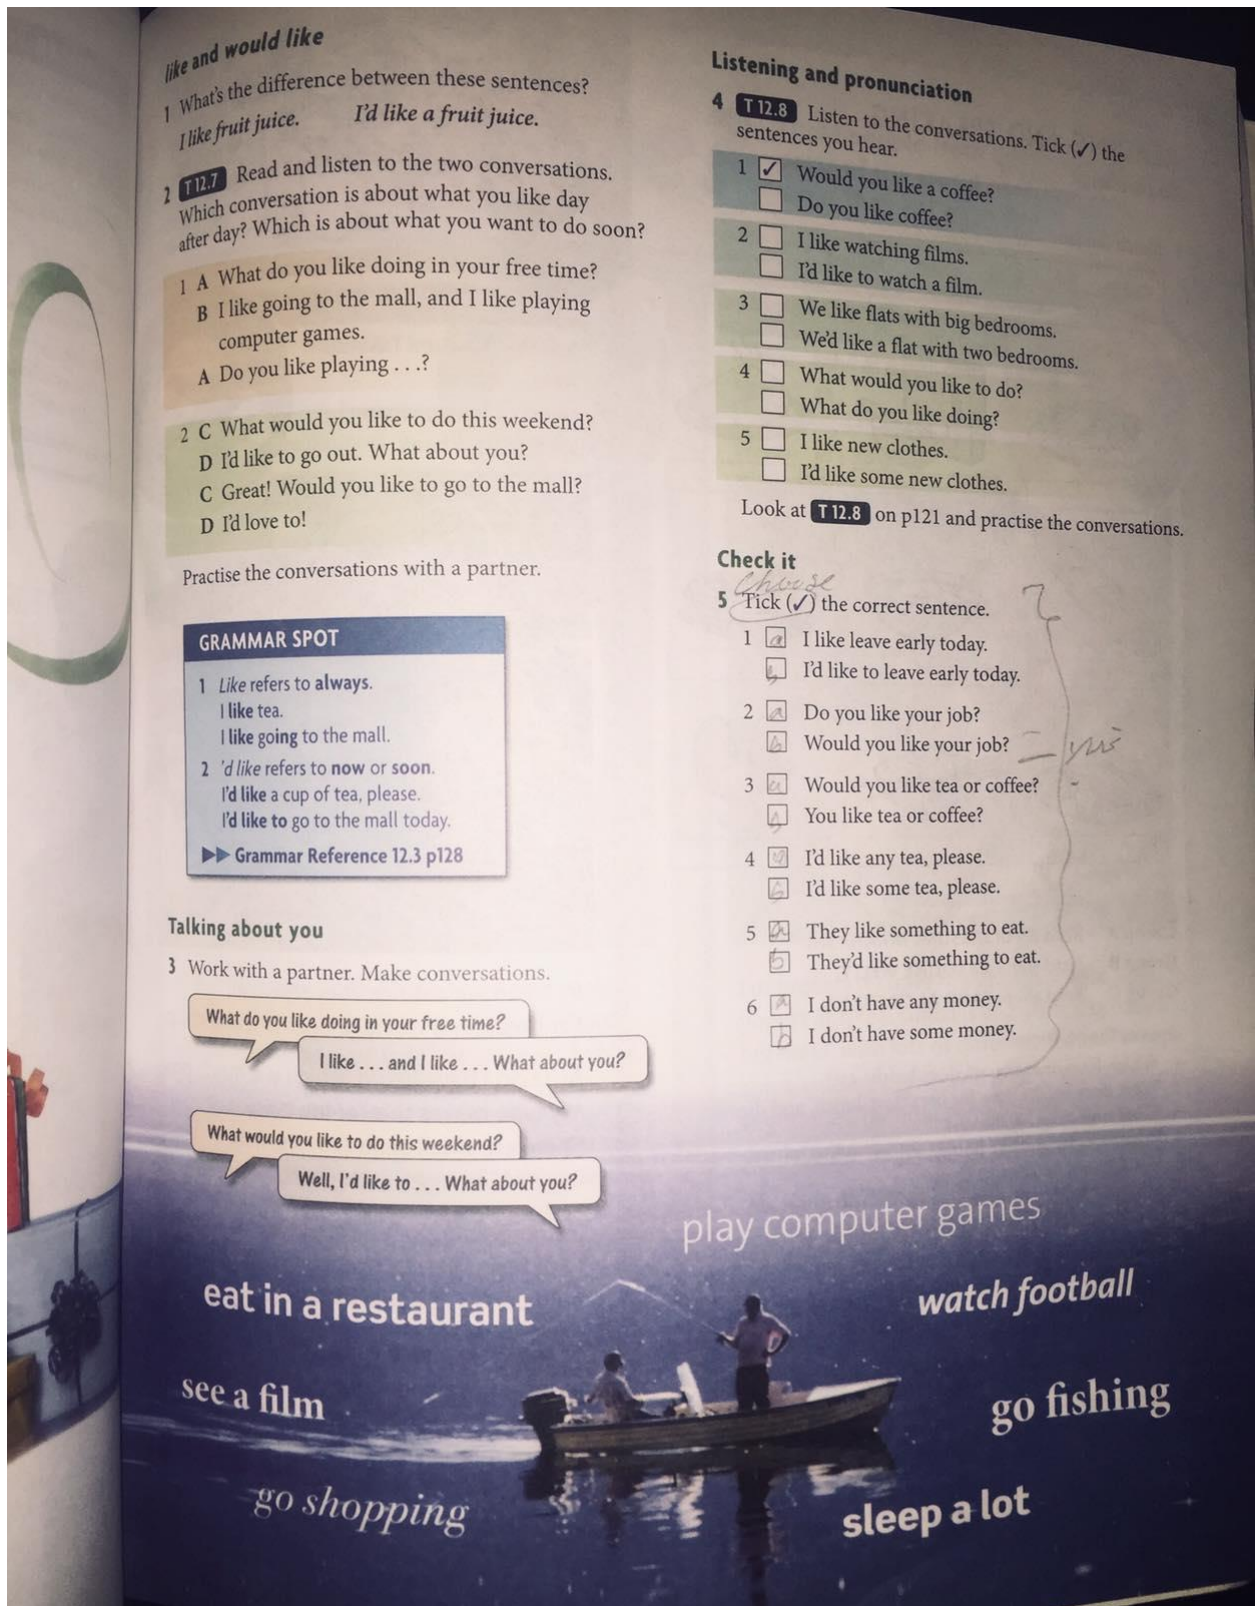 like and would like
1 What's the difference between these sentences?
I like fruit juice. I'd like a fruit juice.
2 T 12.7 Read and listen to the two conversations.
Which conversation is about what you like day
after day? Which is about what you want to do soon?
1 A What do you like doing in your free time?
B I like going to the mall, and I like playing
computer games.
A Do you like playing . . .?
2 C What would you like to do this weekend?
D I'd like to go out. What about you?
C Great! Would you like to go to the mall?
D I'd love to!
Practise the conversations with a partner.
GRAMMAR SPOT
1 Like refers to always.
I like tea.
I like going to the mall.
2 'd like refers to now or soon.
I'd like a cup of tea, please.
I'd like to go to the mall today.
▶▶ Grammar Reference 12.3 p128
Talking about you
3 Work with a partner. Make conversations.
What do you like doing in your free time?
I like . . . and I like . . . What about you?
What would you like to do this weekend?
Well, I'd like to . . . What about you?
Listening and pronunciation
4 T 12.8 Listen to the conversations. Tick (✓) the
sentences you hear.
1 ✓ Would you like a coffee?
Do you like coffee?
2 I like watching films.
I'd like to watch a film.
3 We like flats with big bedrooms.
We'd like a flat with two bedrooms.
4 What would you like to do?
What do you like doing?
5 I like new clothes.
I'd like some new clothes.
Look at T 12.8 on p121 and practise the conversations.
Check it
Choose
5 Tick (✓) the correct sentence.
1 a I like leave early today.
b I'd like to leave early today.
2 a Do you like your job?
b Would you like your job?
3 a Would you like tea or coffee?
b You like tea or coffee?
4 a I'd like any tea, please.
b I'd like some tea, please.
5 a They like something to eat.
b They'd like something to eat.
6 a I don't have any money.
b I don't have some money.
play computer games
eat in a restaurant
watch football
see a film
go fishing
go shopping
sleep a lot